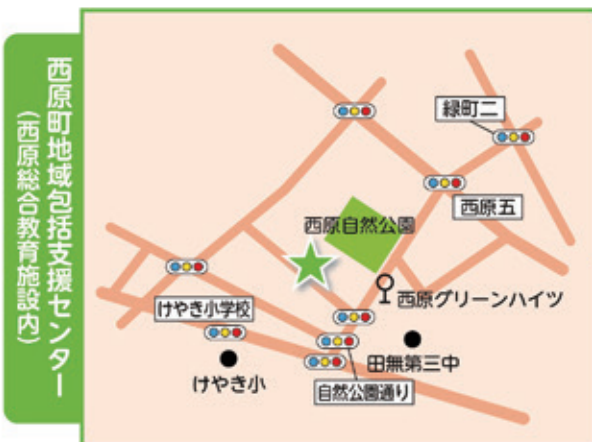 西原町地域包括支援センター
（西原総合教育施設内）
緑町二
西原五
西原自然公園
西原グリーンハイツ
けやき小学校
田無第三中
けやき小
自然公園通り